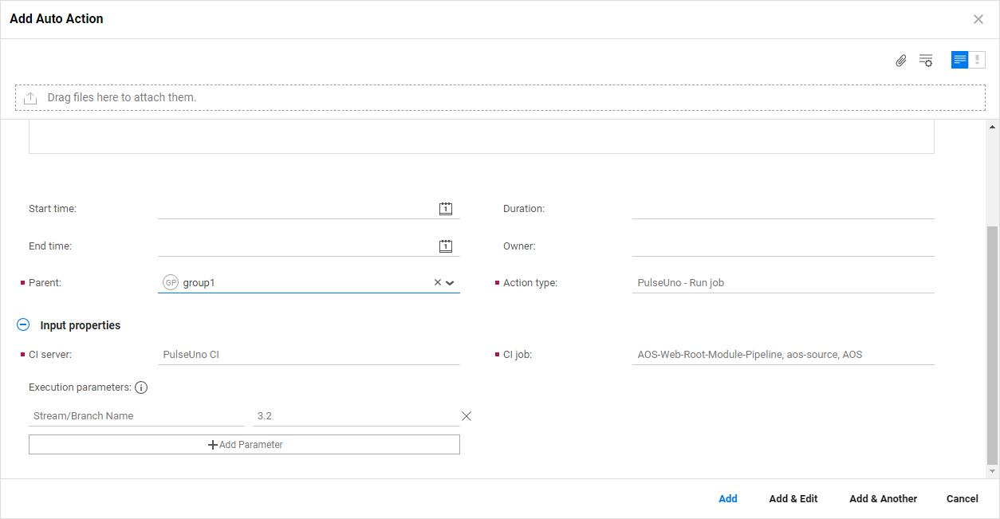 Add Auto Action
Drag files here to attach them.
Start time: 1 Duration:
End time: 1 Owner:
Parent: GP group1 Action type: PulseUno - Run job
Input properties
CI server: PulseUno CI CI job: AOS-Web-Root-Module-Pipeline, aos-source, AOS
Execution parameters: i
Stream/Branch Name 3.2
Add Parameter
Add Add & Edit Add & Another Cancel